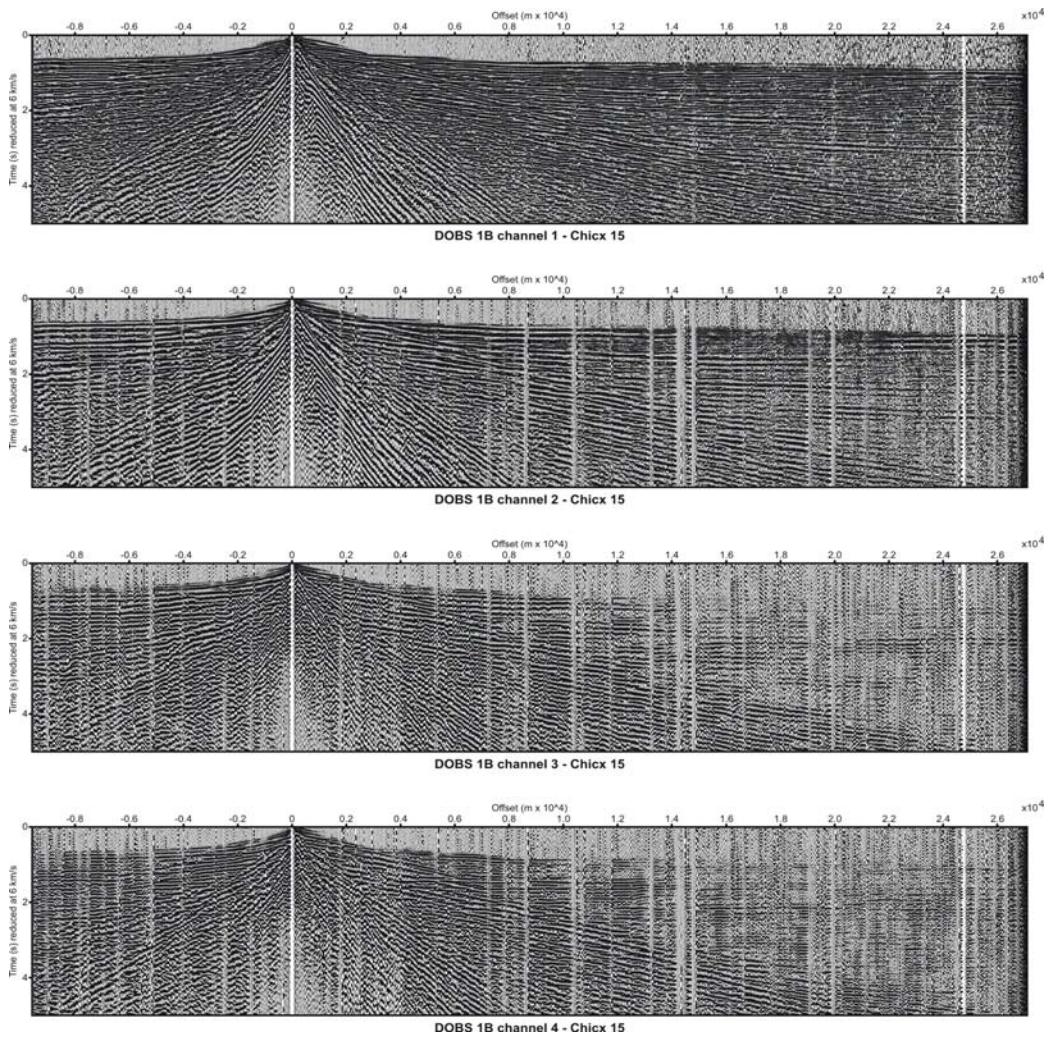 Offset (m x 10^4)
x10^4
-0.8 -0.6 -0.4 -0.2 0 0.2 0.4 0.6 0.8 1.0 1.2 1.4 1.6 1.8 2.0 2.2 2.4 2.6
Time (s) reduced at 6 km/s
0
2
4
DOBS 1B channel 1 - Chicx 15
Offset (m x 10^4)
x10^4
-0.8 -0.6 -0.4 -0.2 0 0.2 0.4 0.6 0.8 1.0 1.2 1.4 1.6 1.8 2.0 2.2 2.4 2.6
Time (s) reduced at 6 km/s
0
2
4
DOBS 1B channel 2 - Chicx 15
Offset (m x 10^4)
x10^4
-0.8 -0.6 -0.4 -0.2 0 0.2 0.4 0.6 0.8 1.0 1.2 1.4 1.6 1.8 2.0 2.2 2.4 2.6
Time (s) reduced at 6 km/s
0
2
4
DOBS 1B channel 3 - Chicx 15
Offset (m x 10^4)
x10^4
-0.8 -0.6 -0.4 -0.2 0 0.2 0.4 0.6 0.8 1.0 1.2 1.4 1.6 1.8 2.0 2.2 2.4 2.6
Time (s) reduced at 6 km/s
0
2
4
DOBS 1B channel 4 - Chicx 15